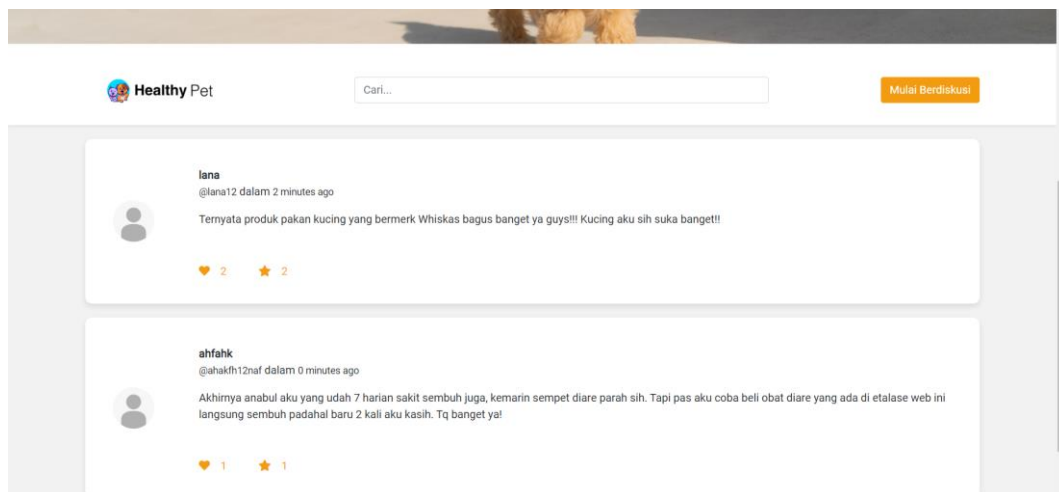 Healthy Pet
Cari...
Mulai Berdiskusi
lana
@lana12 dalam 2 minutes ago
Ternyata produk pakan kucing yang bermerk Whiskas bagus banget ya guys!!! Kucing aku sih suka banget!!
2 2
ahfahk
@ahakfh12naf dalam 0 minutes ago
Akhirnya anabul aku yang udah 7 harian sakit sembuh juga, kemarin sempet diare parah sih. Tapi pas aku coba beli obat diare yang ada di etalase web ini
langsung sembuh padahal baru 2 kali aku kasih. Tq banget ya!
1 1